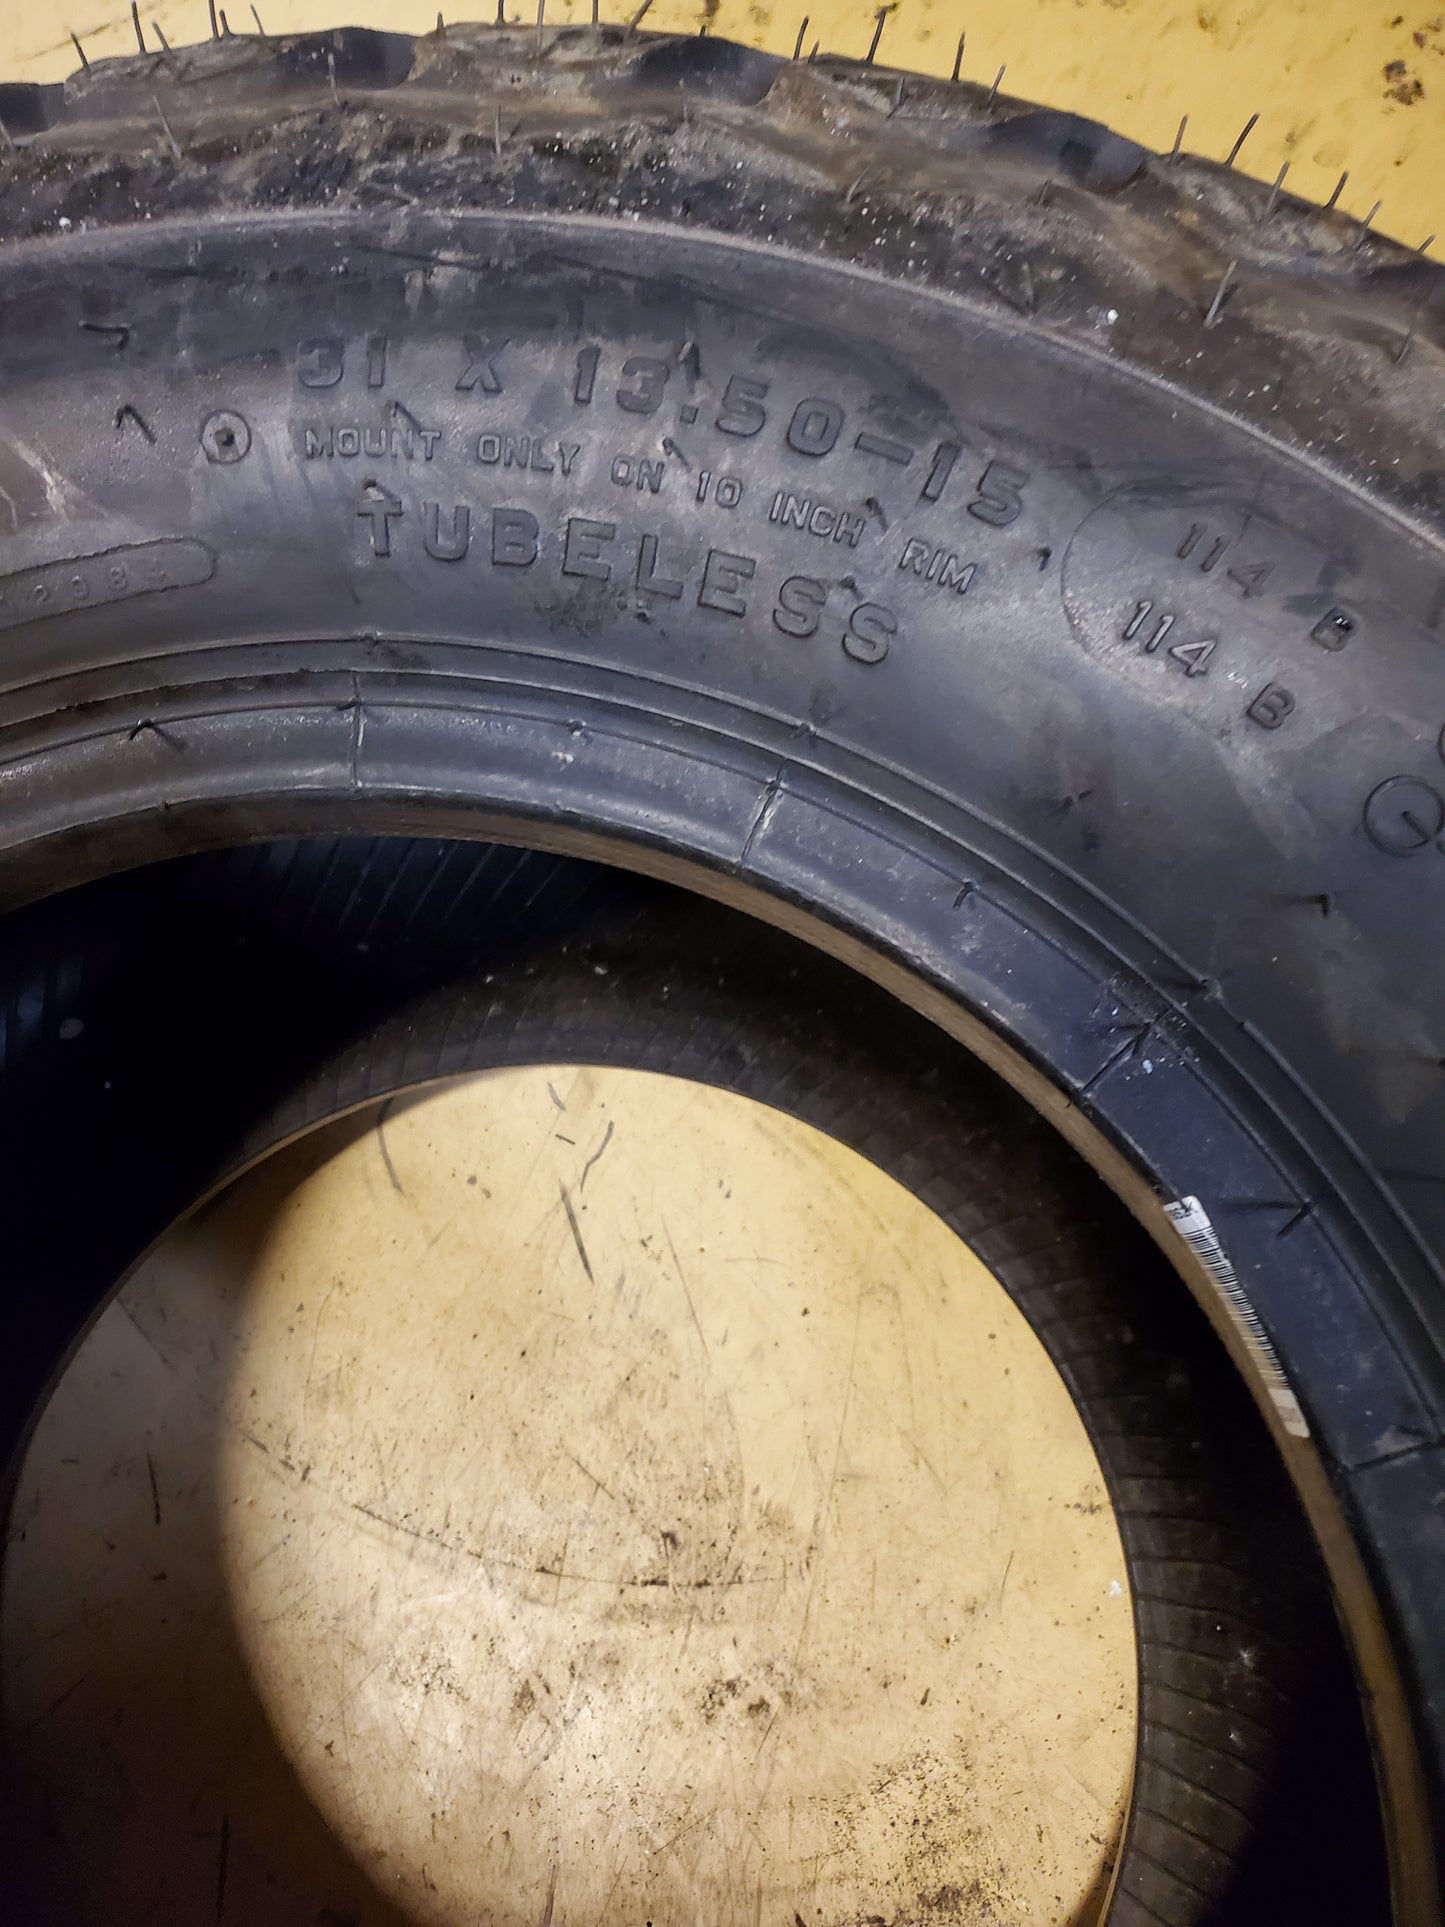 31 X 13.50-15
MOUNT ONLY ON 10 INCH RIM
TUBELESS
114 B
114 B